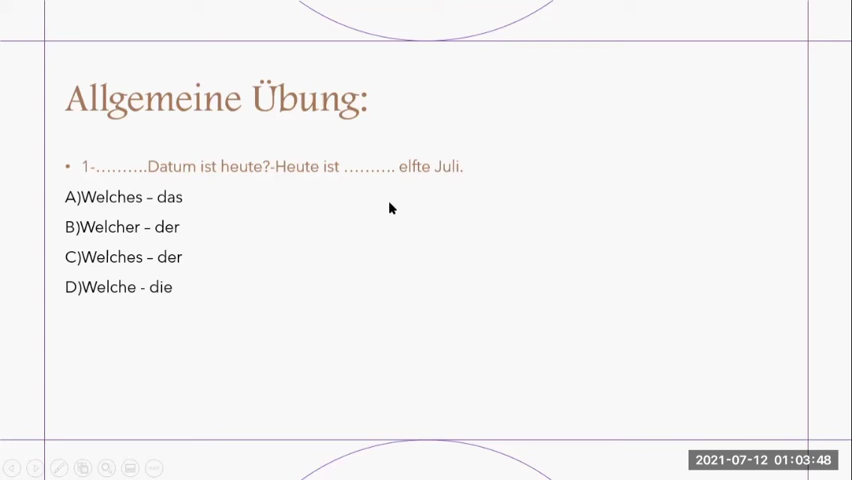 Allgemeine Übung:
• 1-..........Datum ist heute?-Heute ist .......... elfte Juli.
A)Welches – das
B)Welcher – der
C)Welches – der
D)Welche - die
2021-07-12 01:03:48